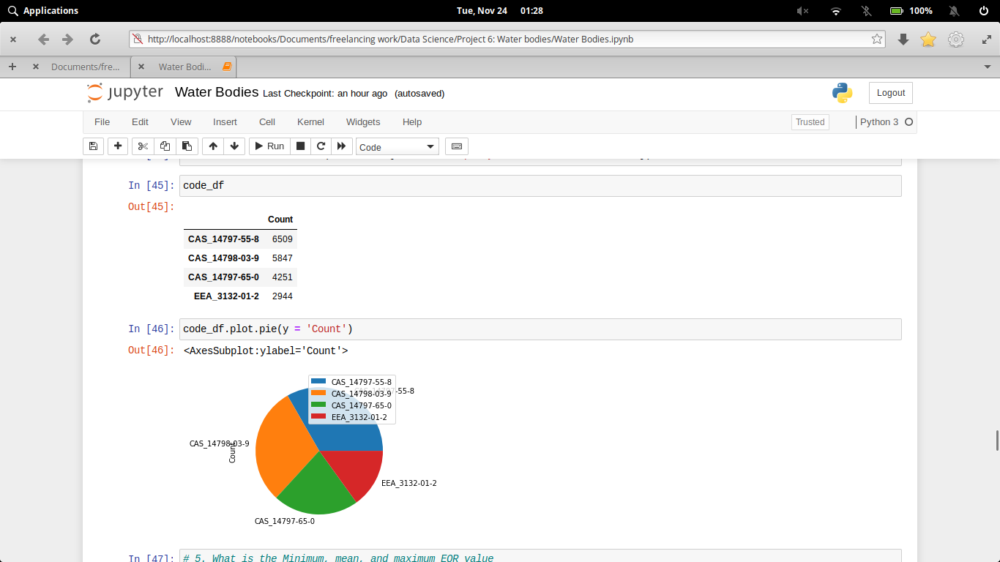 Applications
Tue, Nov 24 01:28
100%
http://localhost:8888/notebooks/Documents/freelancing work/Data Science/Project 6: Water bodies/Water Bodies.ipynb
Documents/fre...
Water Bodi...
jupyter Water Bodies Last Checkpoint: an hour ago (autosaved)
Logout
File Edit View Insert Cell Kernel Widgets Help
Trusted
Python 3
Run
Code
In [45]: code_df
Out[45]:
Count
CAS_14797-55-8 6509
CAS_14798-03-9 5847
CAS_14797-65-0 4251
EEA_3132-01-2 2944
In [46]: code_df.plot.pie(y = 'Count')
Out[46]: <AxesSubplot:ylabel='Count'>
CAS_14797-55-8
CAS_14798-03-9
CAS_14797-65-0
EEA_3132-01-2
CAS_14797-55-8
CAS_14798-03-9
Count
EEA_3132-01-2
CAS_14797-65-0
In [47]: # 5. What is the Minimum, mean, and maximum EQR value